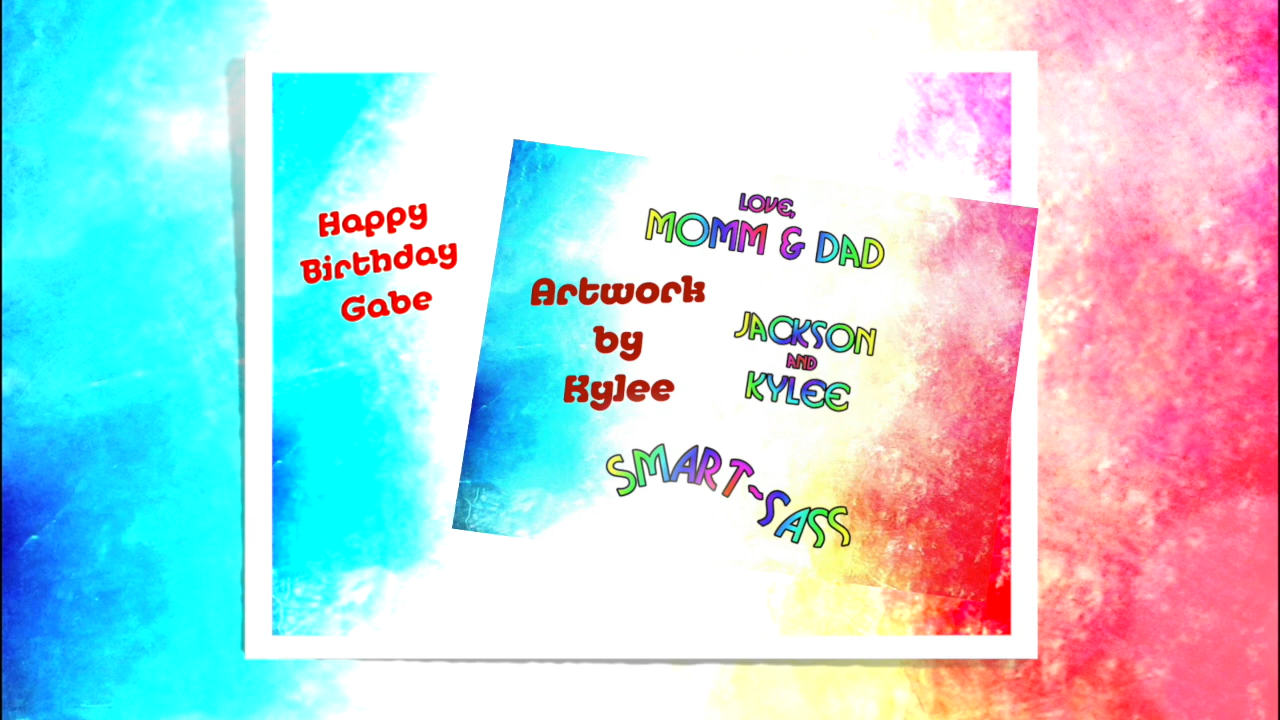 Happy
Birthday
Gabe
LOVE,
MOMM & DAD
Artwork
by
Kylee
JACKSON
AND
KYLEE
SMART~SASS